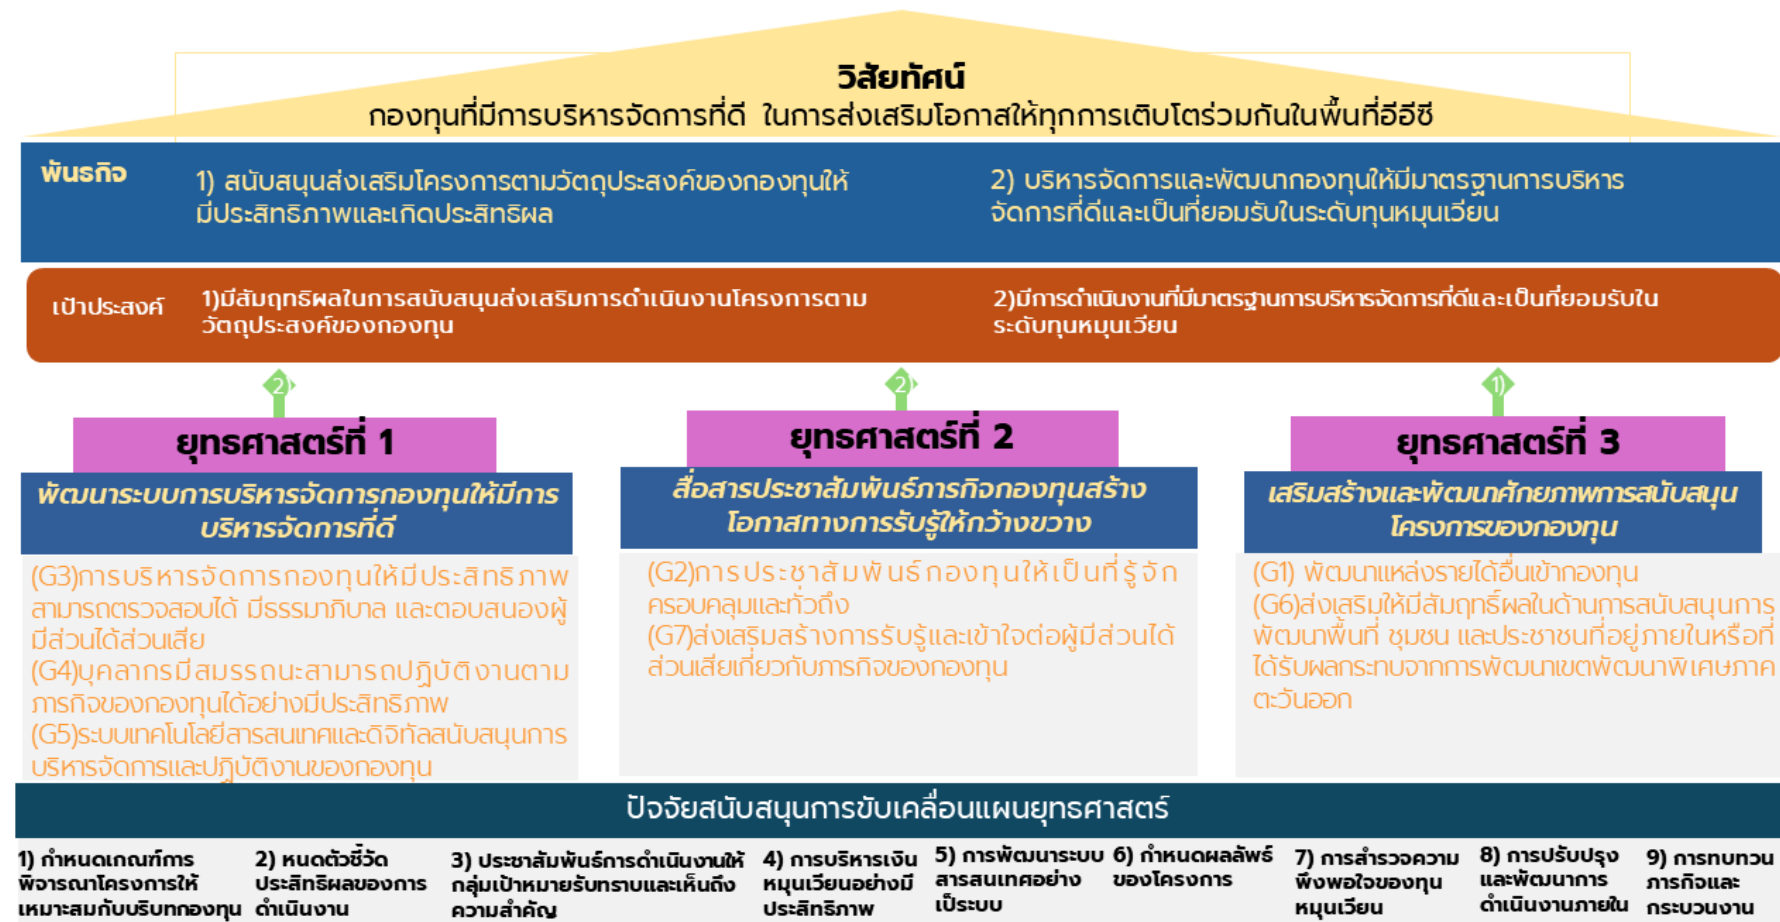 วิสัยทัศน์
กองทุนที่มีการบริหารจัดการที่ดี ในการส่งเสริมโอกาสให้ทุกการเติบโตร่วมกันในพื้นที่อีอีซี
พันธกิจ
1) สนับสนุนส่งเสริมโครงการตามวัตถุประสงค์ของกองทุนให้
มีประสิทธิภาพและเกิดประสิทธิผล
2) บริหารจัดการและพัฒนากองทุนให้มีมาตรฐานการบริหาร
จัดการที่ดีและเป็นที่ยอมรับในระดับทุนหมุนเวียน
เป้าประสงค์
1)มีสัมฤทธิผลในการสนับสนุนส่งเสริมการดำเนินงานโครงการตาม
วัตถุประสงค์ของกองทุน
2)มีการดำเนินงานที่มีมาตรฐานการบริหารจัดการที่ดีและเป็นที่ยอมรับใน
ระดับทุนหมุนเวียน
2)
2)
1)
ยุทธศาสตร์ที่ 1
พัฒนาระบบการบริหารจัดการกองทุนให้มีการ
บริหารจัดการที่ดี
(G3)การบริหารจัดการกองทุนให้มีประสิทธิภาพ
สามารถตรวจสอบได้ มีธรรมาภิบาล และตอบสนองผู้
มีส่วนได้ส่วนเสีย
(G4)บุคลากรมีสมรรถนะสามารถปฏิบัติงานตาม
ภารกิจของกองทุนได้อย่างมีประสิทธิภาพ
(G5)ระบบเทคโนโลยีสารสนเทศและดิจิทัลสนับสนุนการ
บริหารจัดการและปฏิบัติงานของกองทุน
ยุทธศาสตร์ที่ 2
สื่อสารประชาสัมพันธ์ภารกิจกองทุนสร้าง
โอกาสทางการรับรู้ให้กว้างขวาง
(G2)การประชาสัมพันธ์กองทุนให้เป็นที่รู้จัก
ครอบคลุมและทั่วถึง
(G7)ส่งเสริมสร้างการรับรู้และเข้าใจต่อผู้มีส่วนได้
ส่วนเสียเกี่ยวกับภารกิจของกองทุน
ยุทธศาสตร์ที่ 3
เสริมสร้างและพัฒนาศักยภาพการสนับสนุน
โครงการของกองทุน
(G1) พัฒนาแหล่งรายได้อื่นเข้ากองทุน
(G6)ส่งเสริมให้มีสัมฤทธิ์ผลในด้านการสนับสนุนการ
พัฒนาพื้นที่ ชุมชน และประชาชนที่อยู่ภายในหรือที่
ได้รับผลกระทบจากการพัฒนาเขตพัฒนาพิเศษภาค
ตะวันออก
ปัจจัยสนับสนุนการขับเคลื่อนแผนยุทธศาสตร์
1) กำหนดเกณฑ์การ
พิจารณาโครงการให้
เหมาะสมกับบริบทกองทุน
2) หนดตัวชี้วัด
ประสิทธิผลของการ
ดำเนินงาน
3) ประชาสัมพันธ์การดำเนินงานให้
กลุ่มเป้าหมายรับทราบและเห็นถึง
ความสำคัญ
4) การบริหารเงิน
หมุนเวียนอย่างมี
ประสิทธิภาพ
5) การพัฒนาระบบ
สารสนเทศอย่าง
เป็ระบบ
6) กำหนดผลลัพธ์
ของโครงการ
7) การสำรวจความ
พึงพอใจของทุน
หมุนเวียน
8) การปรับปรุง
และพัฒนาการ
ดำเนินงานภายใน
9) การทบทวน
ภารกิจและ
กระบวนงาน